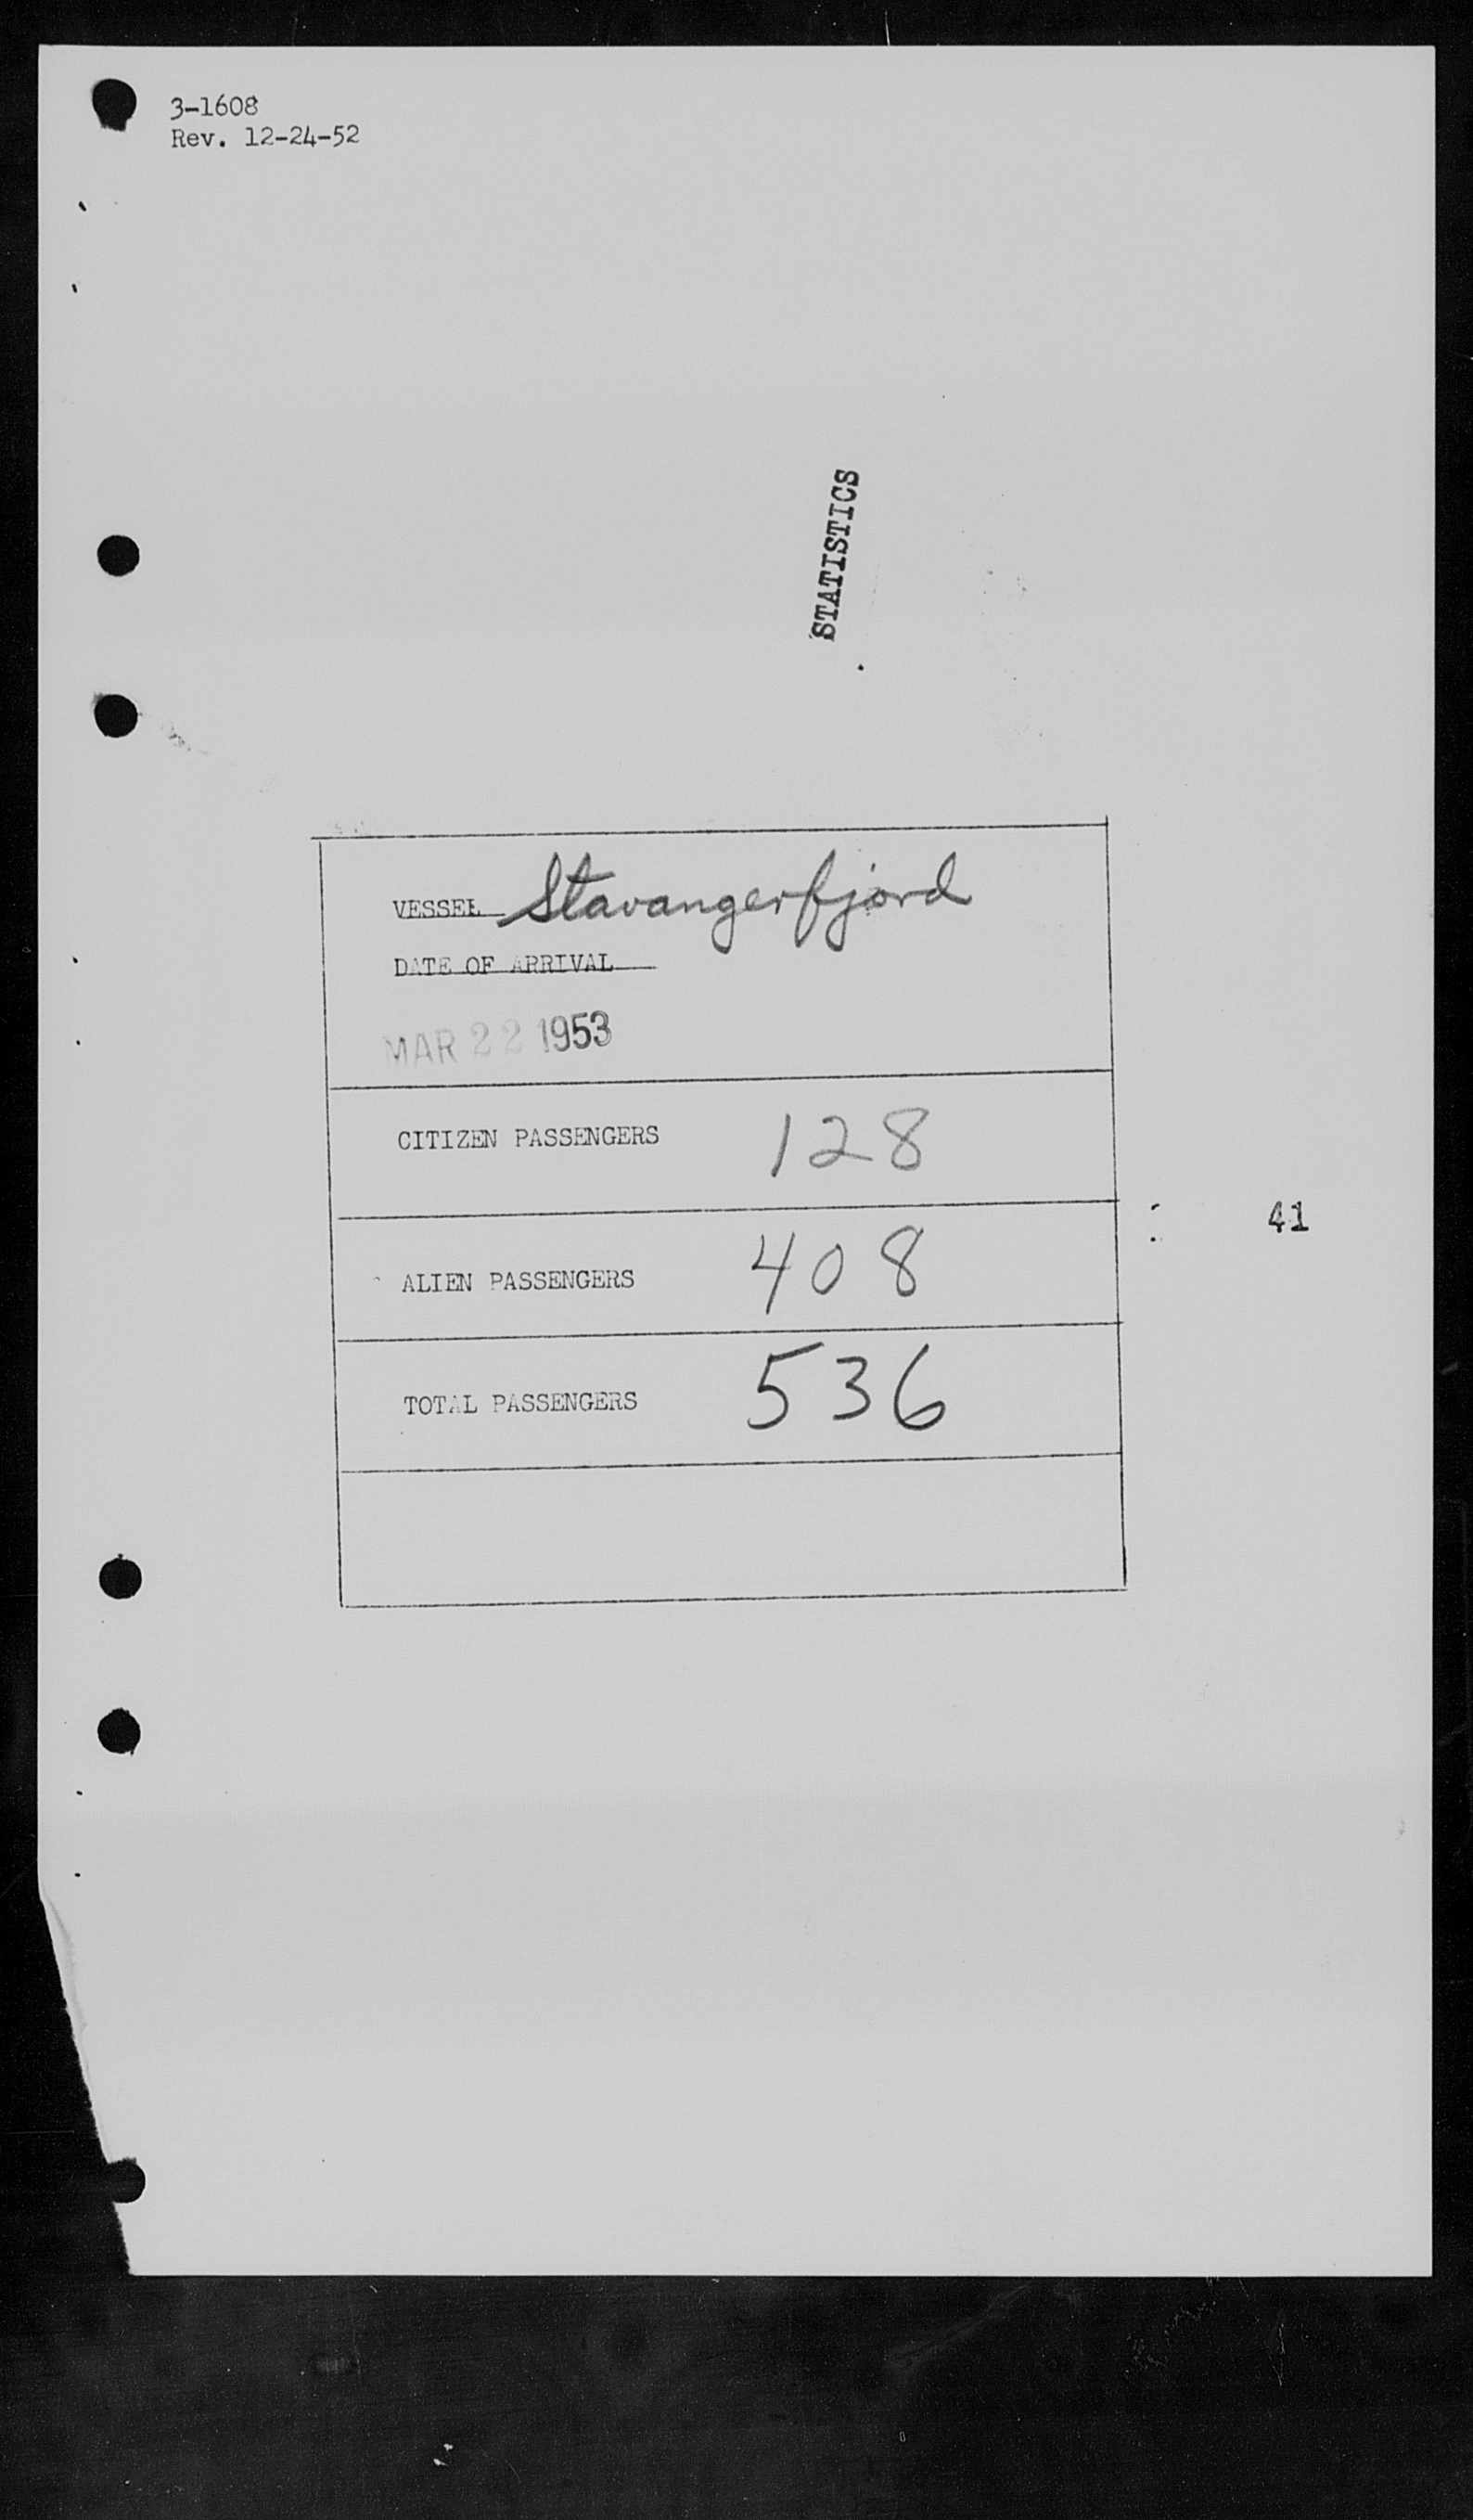 3-1608
Rev. 12-24-52
STATISTICS
VESSEL Stavangerfjord
DATE OF ARRIVAL
MAR 22 1953
CITIZEN PASSENGERS 128
41
ALIEN PASSENGERS 408
TOTAL PASSENGERS 536